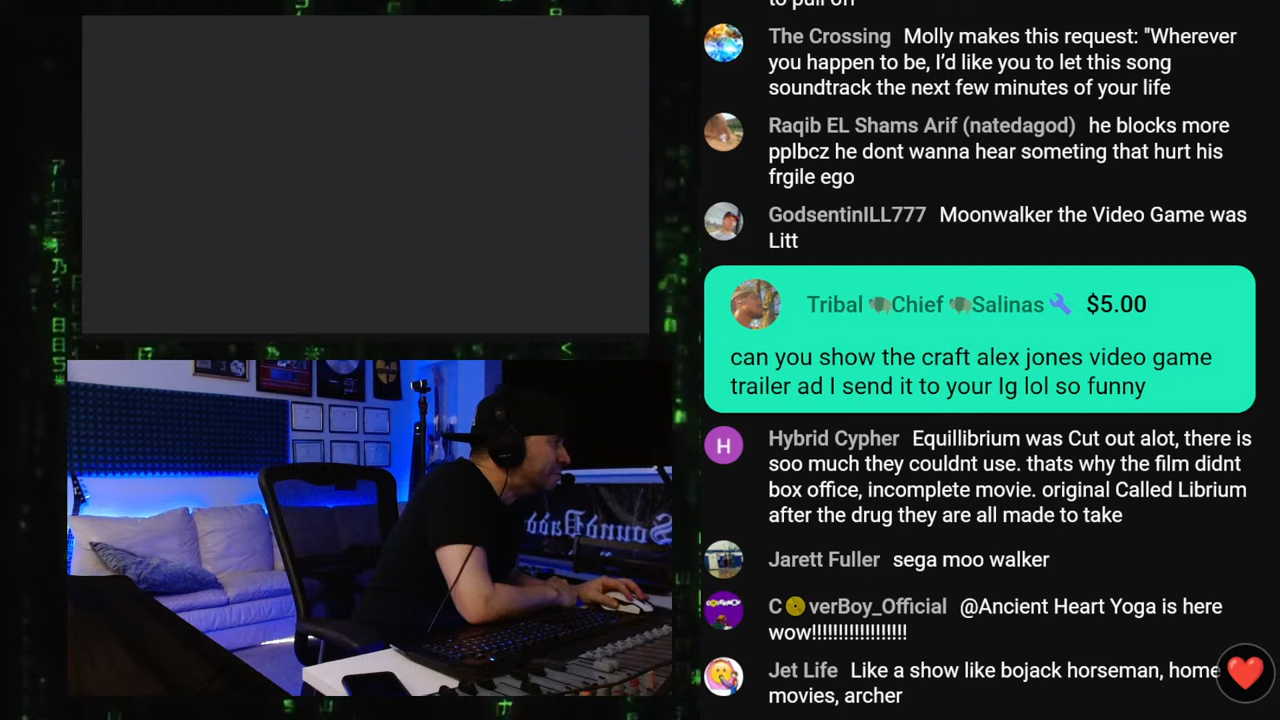 to pull off
The Crossing Molly makes this request: "Wherever
you happen to be, I'd like you to let this song
soundtrack the next few minutes of your life
Raqib EL Shams Arif (natedagod) he blocks more
pplbcz he dont wanna hear someting that hurt his
frgile ego
GodsentinILL777 Moonwalker the Video Game was
Litt
Tribal Chief Salinas $5.00
can you show the craft alex jones video game
trailer ad I send it to your Ig lol so funny
H Hybrid Cypher Equillibrium was Cut out alot, there is
soo much they couldnt use. thats why the film didnt
box office, incomplete movie. original Called Librium
after the drug they are all made to take
Jarett Fuller sega moo walker
C verBoy_Official @Ancient Heart Yoga is here
wow!!!!!!!!!!!!!!!!!!
Jet Life Like a show like bojack horseman, home
movies, archer